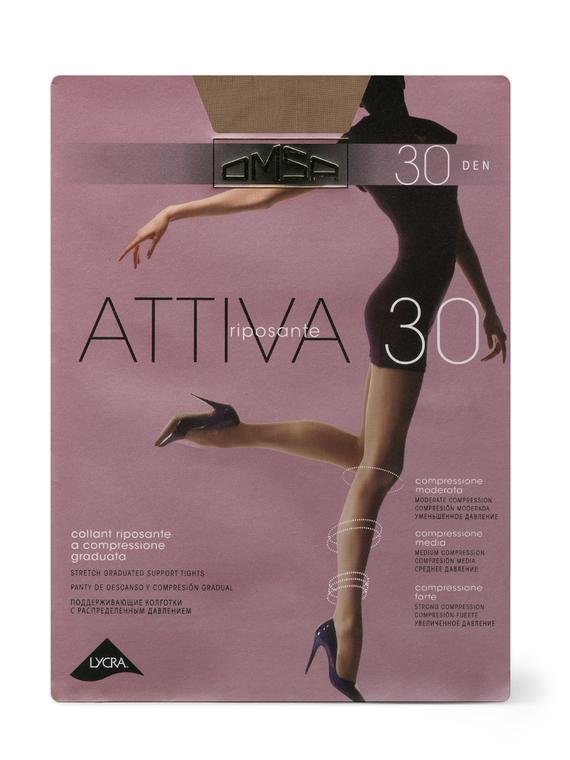 OMSA
30 DEN
ATTIVA 30
riposante
compressione
moderata
MODERATE COMPRESSION
COMPRESIÓN MODERADA
УМЕНЬШЕННОЕ ДАВЛЕНИЕ
compressione
media
MEDIUM COMPRESSION
COMPRESIÓN MEDIA
СРЕДНЕЕ ДАВЛЕНИЕ
compressione
forte
STRONG COMPRESSION
COMPRESIÓN FUERTE
УВЕЛИЧЕННОЕ ДАВЛЕНИЕ
collant riposante
a compressione
graduata
STRETCH GRADUATED SUPPORT TIGHTS
PANTY DE DESCANSO Y COMPRESIÓN GRADUAL
ПОДДЕРЖИВАЮЩИЕ КОЛГОТКИ
С РАСПРЕДЕЛЕННЫМ ДАВЛЕНИЕМ
LYCRA.